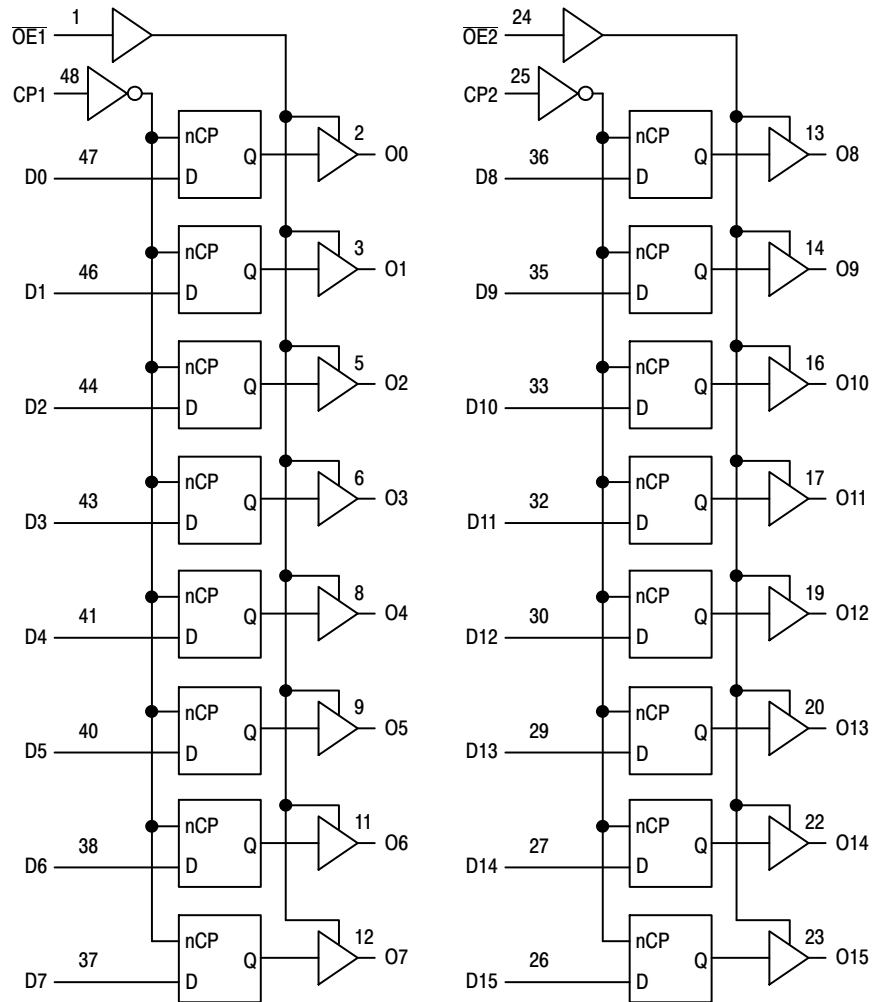 1
O̅E̅1̅
48
CP1
nCP
2
47
Q
O0
D0
D
nCP
3
46
Q
O1
D1
D
nCP
5
44
Q
O2
D2
D
nCP
6
43
Q
O3
D3
D
nCP
8
41
Q
O4
D4
D
nCP
9
40
Q
O5
D5
D
nCP
11
38
Q
O6
D6
D
nCP
12
37
Q
O7
D7
D
24
O̅E̅2̅
25
CP2
nCP
13
36
Q
O8
D8
D
nCP
14
35
Q
O9
D9
D
nCP
16
33
Q
O10
D10
D
nCP
17
32
Q
O11
D11
D
nCP
19
30
Q
O12
D12
D
nCP
20
29
Q
O13
D13
D
nCP
22
27
Q
O14
D14
D
nCP
23
26
Q
O15
D15
D